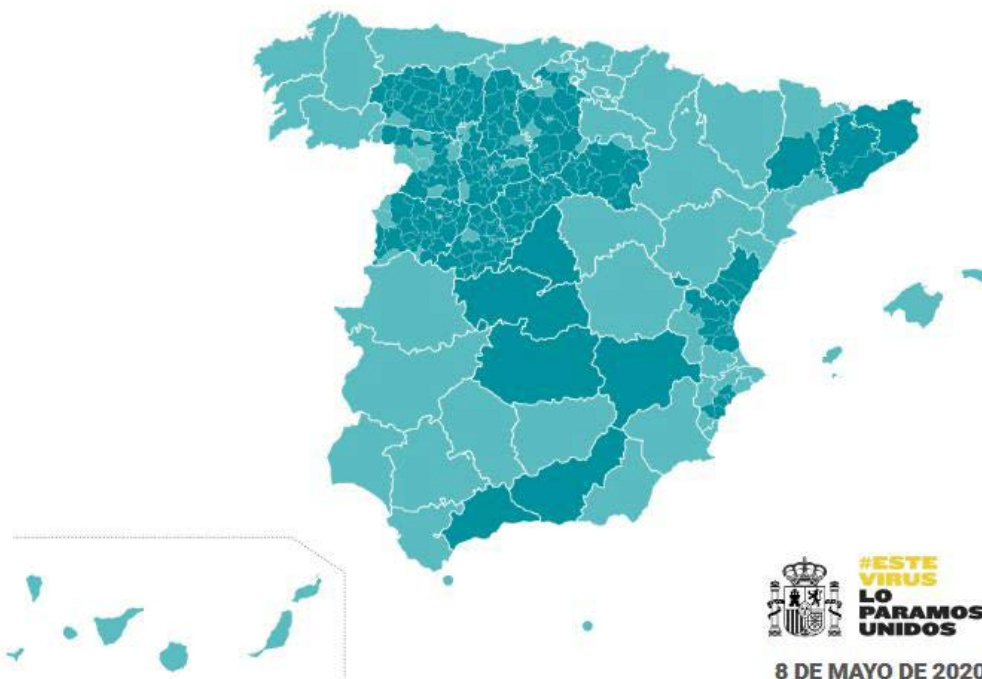 #ESTE
VIRUS
LO
PARAMOS
UNIDOS
8 DE MAYO DE 2020